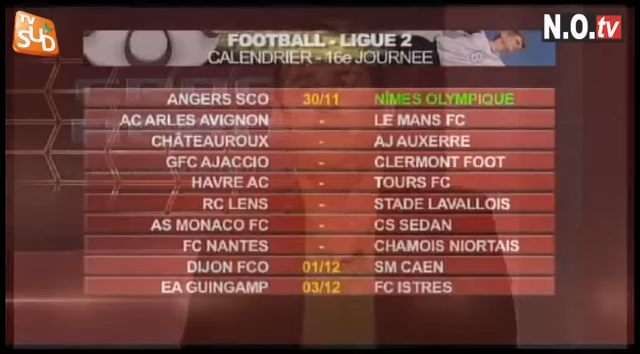 TV SUD
N.O.tv
FOOTBALL - LIGUE 2
CALENDRIER - 16e JOURNEE
ANGERS SCO 30/11 NÎMES OLYMPIQUE
AC ARLES AVIGNON - LE MANS FC
CHÂTEAUROUX - AJ AUXERRE
GFC AJACCIO - CLERMONT FOOT
HAVRE AC - TOURS FC
RC LENS - STADE LAVALLOIS
AS MONACO FC - CS SEDAN
FC NANTES - CHAMOIS NIORTAIS
DIJON FCO 01/12 SM CAEN
EA GUINGAMP 03/12 FC ISTRES